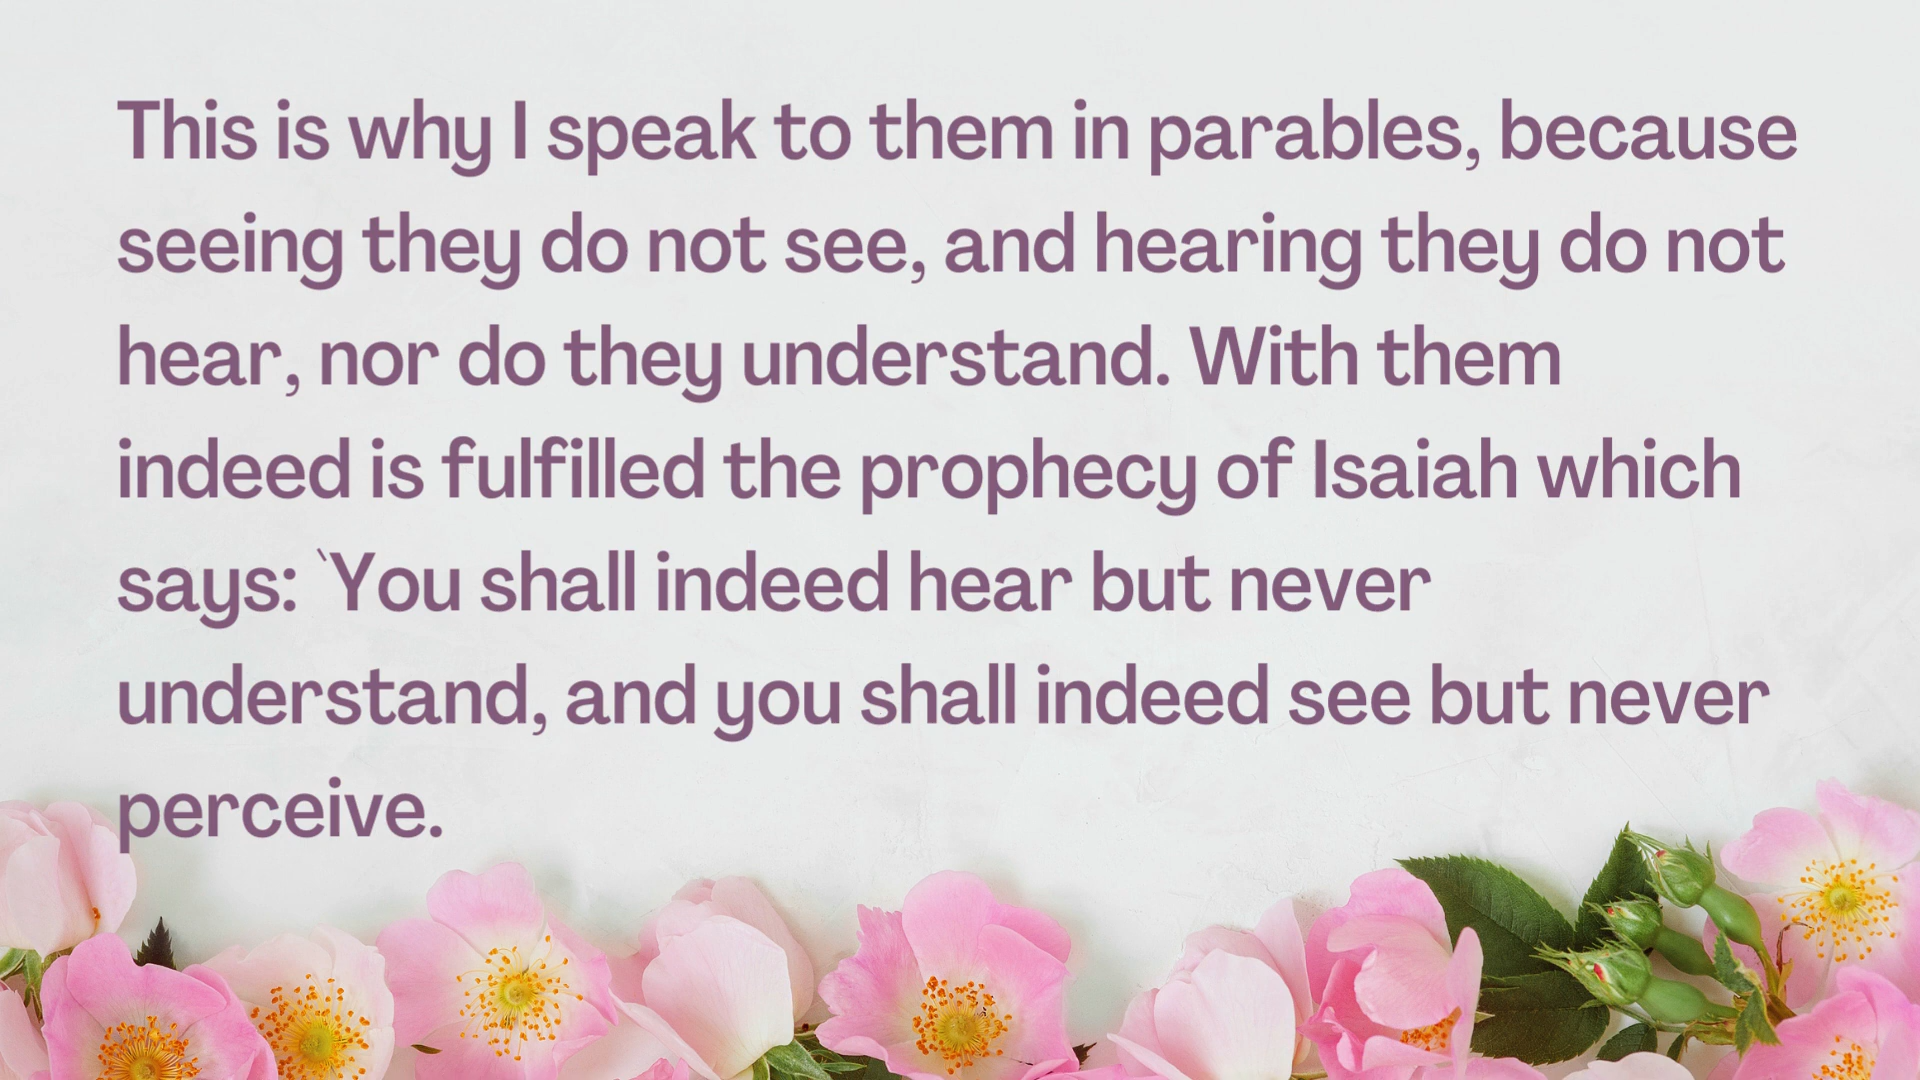 This is why I speak to them in parables, because
seeing they do not see, and hearing they do not
hear, nor do they understand. With them
indeed is fulfilled the prophecy of Isaiah which
says: `You shall indeed hear but never
understand, and you shall indeed see but never
perceive.